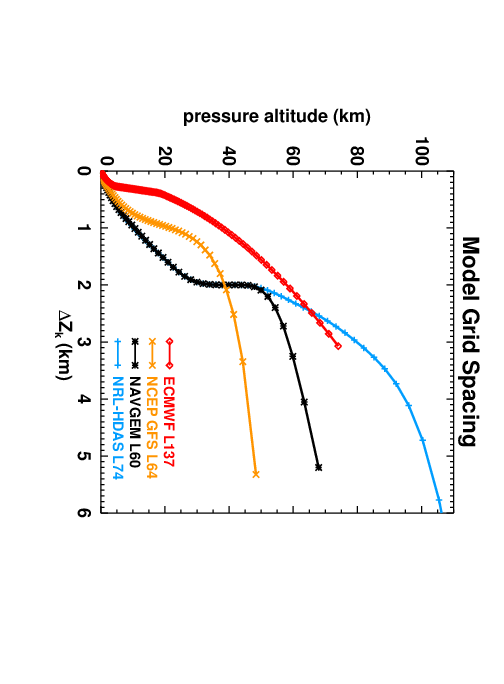 Model Grid Spacing
pressure altitude (km)
100
80
60
40
20
0
0 1 2 3 4 5 6
ΔZk (km)
ECMWF L137
NCEP GFS L64
NAVGEM L60
NRL-HDAS L74